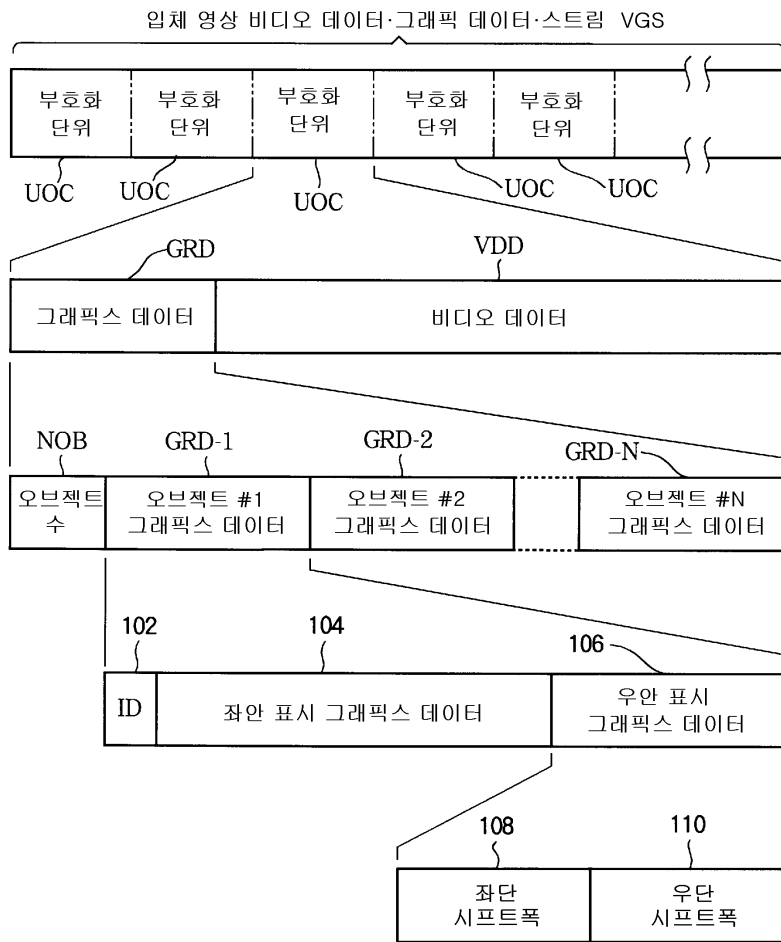 입체 영상 비디오 데이터·그래픽 데이터·스트림 VGS
부호화 부호화 부호화 부호화 부호화
단위 단위 단위 단위 단위
UOC UOC UOC UOC UOC
GRD VDD
그래픽스 데이터 비디오 데이터
NOB GRD-1 GRD-2 GRD-N
오브젝트 오브젝트 #1 오브젝트 #2 오브젝트 #N
수 그래픽스 데이터 그래픽스 데이터 그래픽스 데이터
102 104 106
ID 좌안 표시 그래픽스 데이터 우안 표시
그래픽스 데이터
108 110
좌단 우단
시프트폭 시프트폭